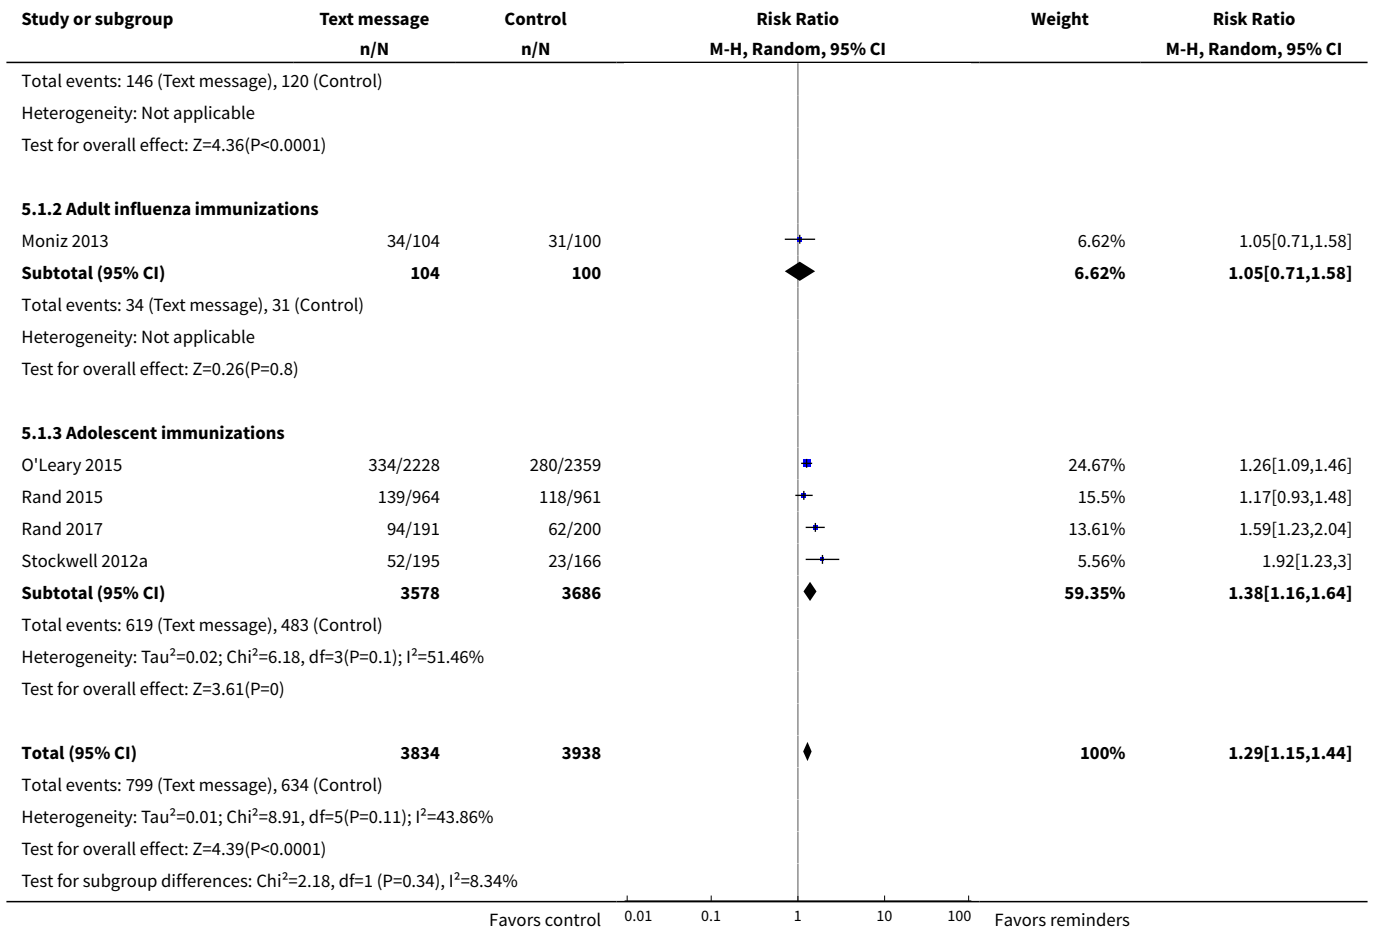 Study or subgroup Text message Control Risk Ratio Weight Risk Ratio
n/N n/N M-H, Random, 95% CI M-H, Random, 95% CI
Total events: 146 (Text message), 120 (Control)
Heterogeneity: Not applicable
Test for overall effect: Z=4.36(P<0.0001)
5.1.2 Adult influenza immunizations
Moniz 2013 34/104 31/100 6.62% 1.05[0.71,1.58]
Subtotal (95% CI) 104 100 6.62% 1.05[0.71,1.58]
Total events: 34 (Text message), 31 (Control)
Heterogeneity: Not applicable
Test for overall effect: Z=0.26(P=0.8)
5.1.3 Adolescent immunizations
O'Leary 2015 334/2228 280/2359 24.67% 1.26[1.09,1.46]
Rand 2015 139/964 118/961 15.5% 1.17[0.93,1.48]
Rand 2017 94/191 62/200 13.61% 1.59[1.23,2.04]
Stockwell 2012a 52/195 23/166 5.56% 1.92[1.23,3]
Subtotal (95% CI) 3578 3686 59.35% 1.38[1.16,1.64]
Total events: 619 (Text message), 483 (Control)
Heterogeneity: Tau²=0.02; Chi²=6.18, df=3(P=0.1); I²=51.46%
Test for overall effect: Z=3.61(P=0)
Total (95% CI) 3834 3938 100% 1.29[1.15,1.44]
Total events: 799 (Text message), 634 (Control)
Heterogeneity: Tau²=0.01; Chi²=8.91, df=5(P=0.11); I²=43.86%
Test for overall effect: Z=4.39(P<0.0001)
Test for subgroup differences: Chi²=2.18, df=1 (P=0.34), I²=8.34%
Favors control 0.01 0.1 1 10 100 Favors reminders